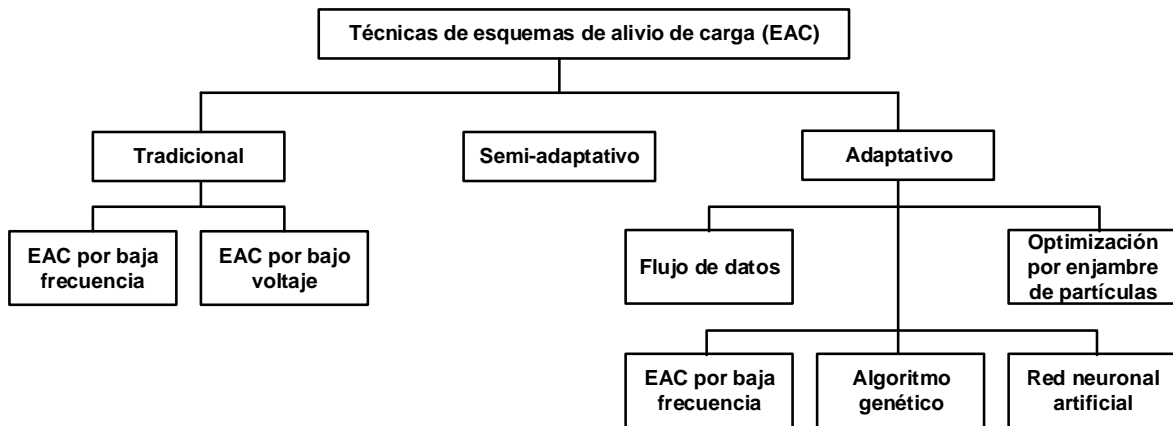 Técnicas de esquemas de alivio de carga (EAC)
Tradicional
Semi-adaptativo
Adaptativo
EAC por baja
frecuencia
EAC por bajo
voltaje
Flujo de datos
Optimización
por enjambre
de partículas
EAC por baja
frecuencia
Algoritmo
genético
Red neuronal
artificial